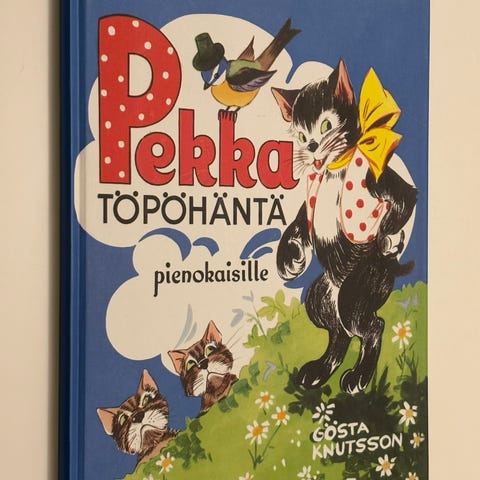 Pekka
TÖPÖHÄNTÄ
pienokaisille
GÖSTA
KNUTSSON